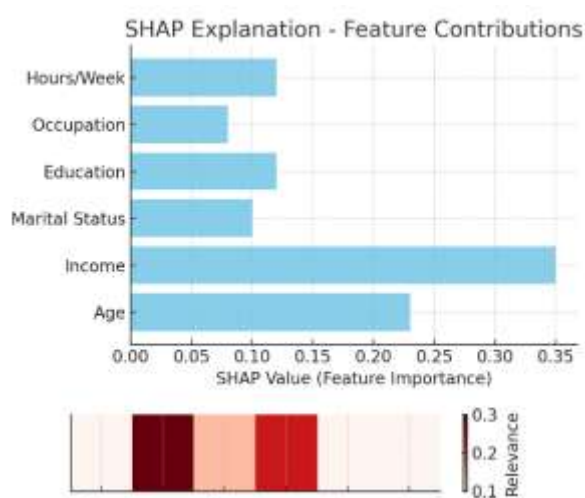 SHAP Explanation - Feature Contributions
Hours/Week
Occupation
Education
Marital Status
Income
Age
0.00 0.05 0.10 0.15 0.20 0.25 0.30 0.35
SHAP Value (Feature Importance)
0.3
0.2
0.1
Relevance